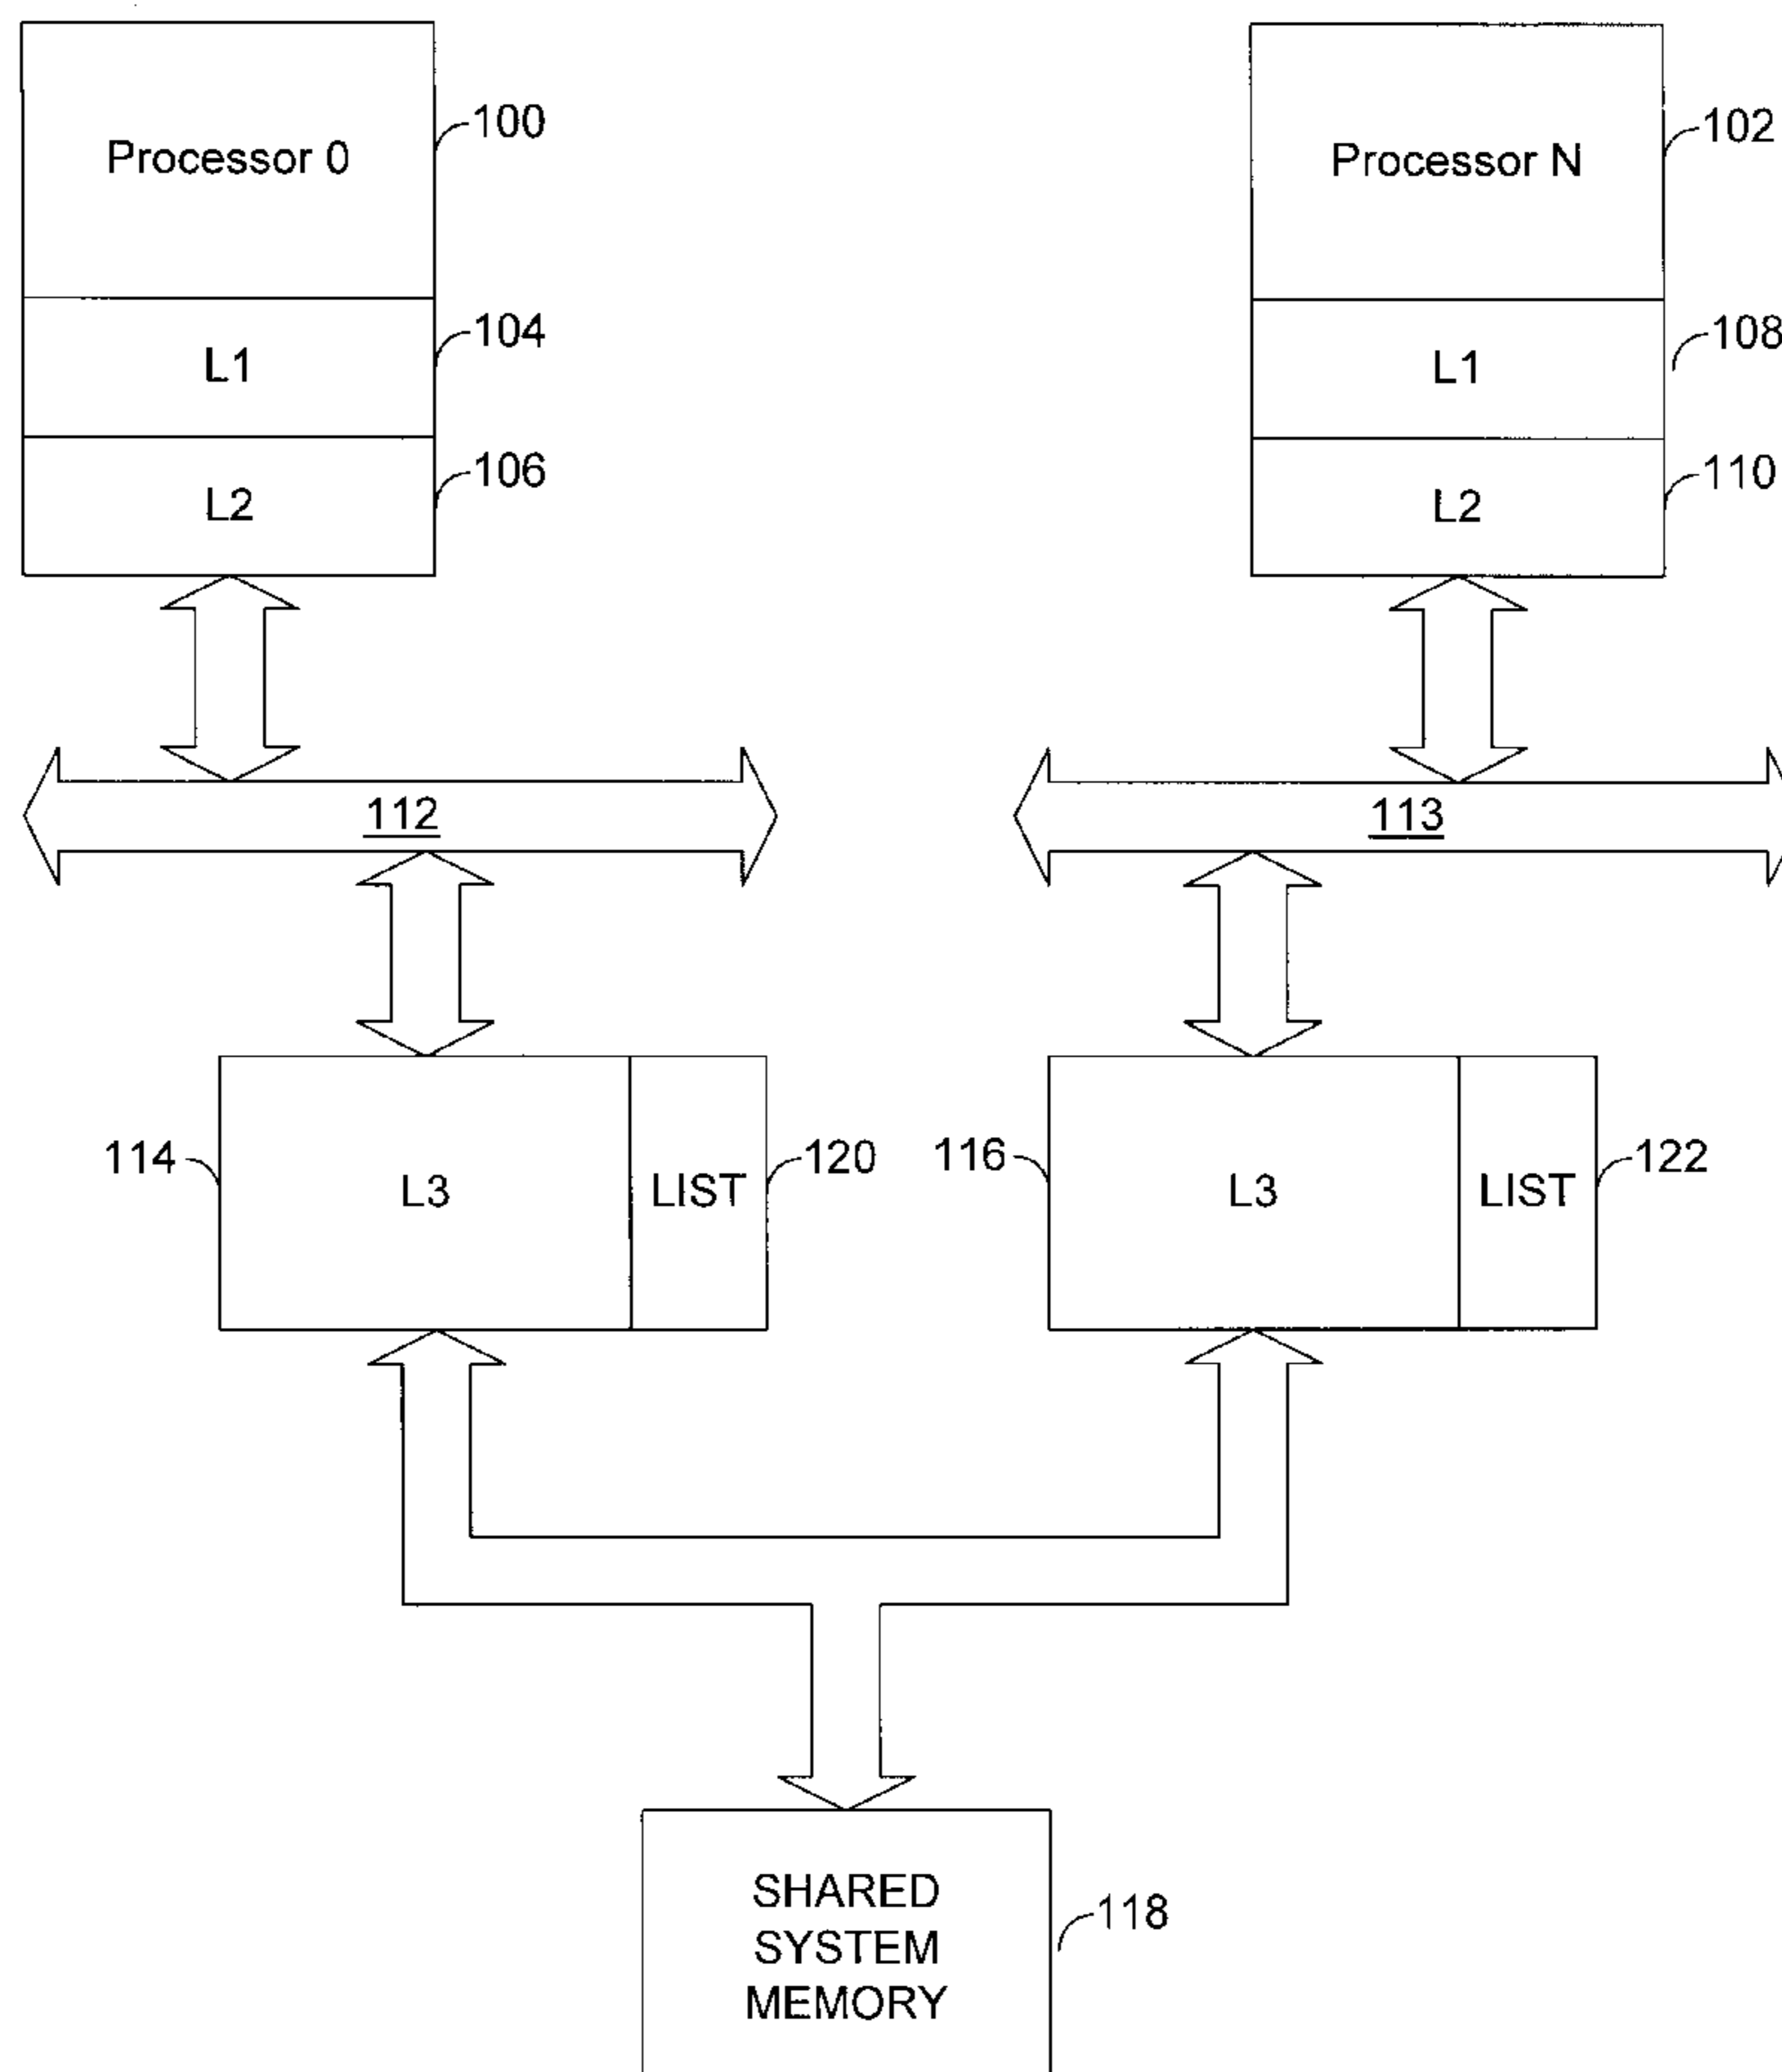 Processor 0
100
L1
104
L2
106
Processor N
102
L1
108
L2
110
112
113
114
L3
LIST
120
116
L3
LIST
122
SHARED
SYSTEM
MEMORY
118